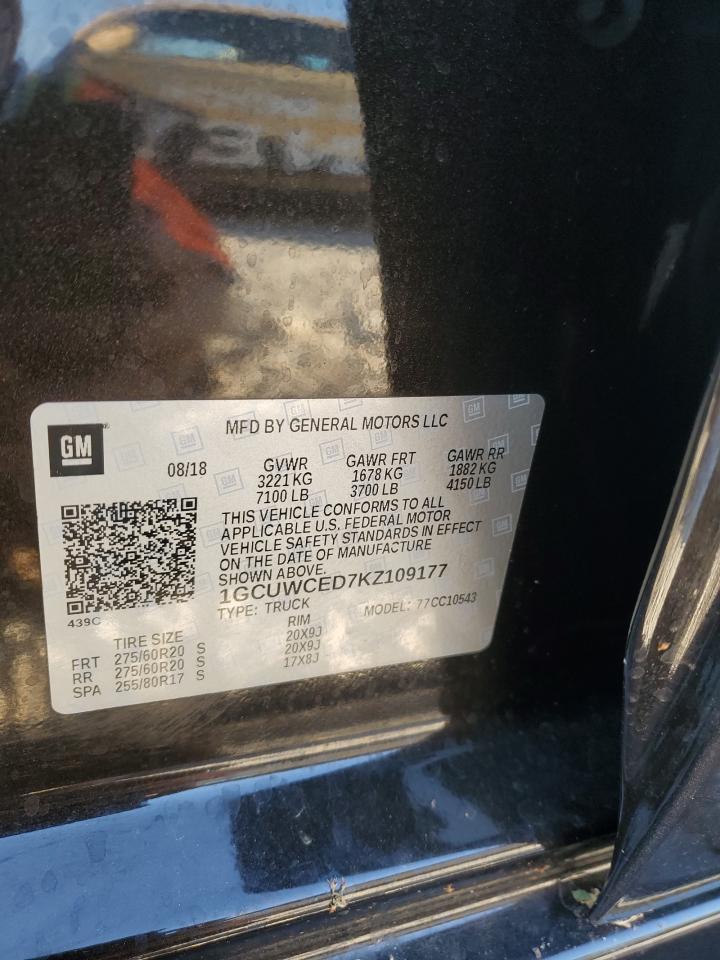 GM
MFD BY GENERAL MOTORS LLC
08/18
GVWR GAWR FRT GAWR RR
3221 KG 1678 KG 1882 KG
7100 LB 3700 LB 4150 LB
THIS VEHICLE CONFORMS TO ALL
APPLICABLE U.S. FEDERAL MOTOR
VEHICLE SAFETY STANDARDS IN EFFECT
ON THE DATE OF MANUFACTURE
SHOWN ABOVE.
1GCUWCED7KZ109177
TYPE: TRUCK MODEL: 77CC10543
439C
TIRE SIZE RIM
FRT 275/60R20 S 20X9J
RR 275/60R20 S 20X9J
SPA 255/80R17 S 17X8J